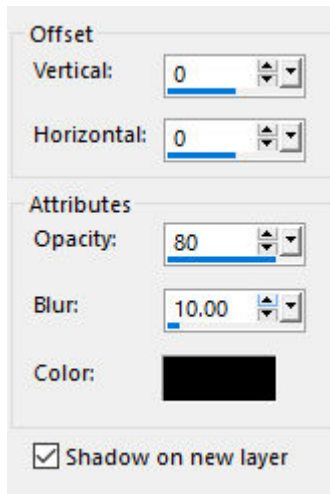 Offset
Vertical: 0
Horizontal: 0
Attributes
Opacity: 80
Blur: 10.00
Color:
Shadow on new layer